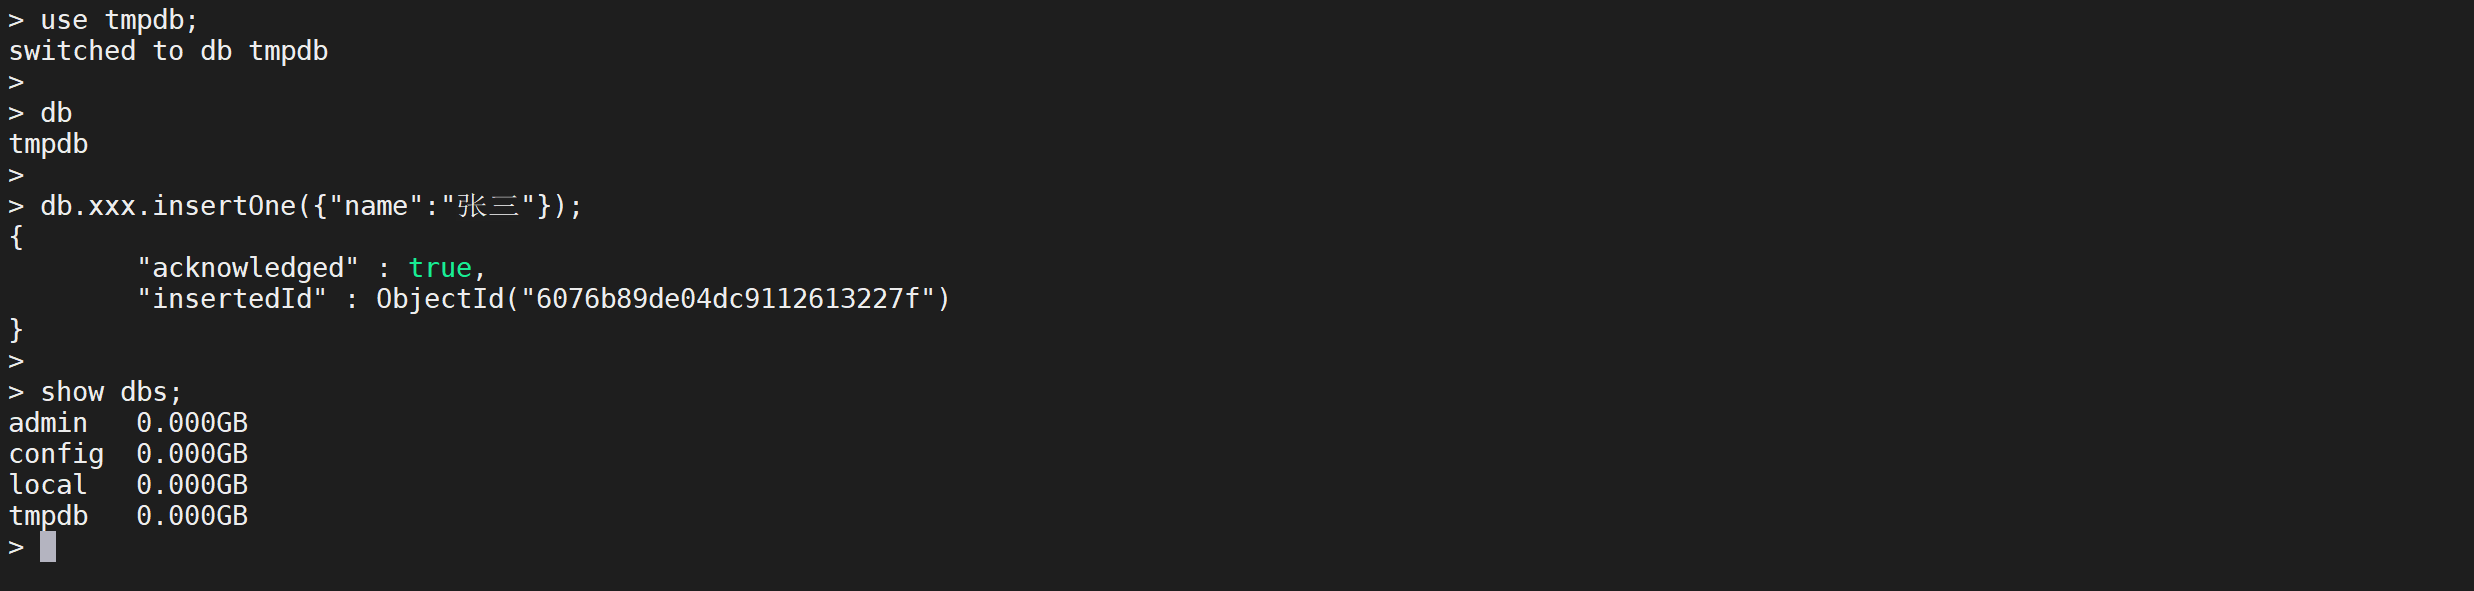 > use tmpdb;
switched to db tmpdb
>
> db
tmpdb
>
> db.xxx.insertOne({"name":"张三"});
{
        "acknowledged" : true,
        "insertedId" : ObjectId("6076b89de04dc9112613227f")
}
>
> show dbs;
admin   0.000GB
config  0.000GB
local   0.000GB
tmpdb   0.000GB
>